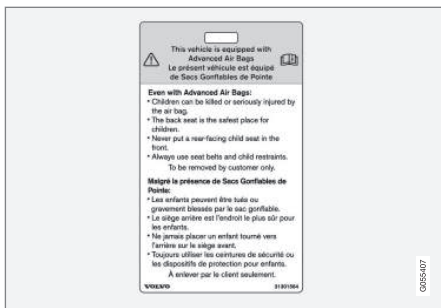 This vehicle is equipped with
Advanced Air Bags
Le présent véhicule est équipé
de Sacs Gonflables de Pointe
Even with Advanced Air Bags:
• Children can be killed or seriously injured by
the air bag.
• The back seat is the safest place for
children.
• Never put a rear-facing child seat in the
front.
• Always use seat belts and child restraints.
To be removed by customer only.
Malgré la présence de Sacs Gonflables de
Pointe:
• Les enfants peuvent être tués ou
gravement blessés par le sac gonflable.
• Le siège arrière est l'endroit le plus sûr pour
les enfants.
• Ne jamais placer un enfant tourné vers
l'arrière sur le siège avant.
• Toujours utiliser les ceintures de sécurité ou
les dispositifs de protection pour enfants.
À enlever par le client seulement.
VOLVO 31301564
G055407